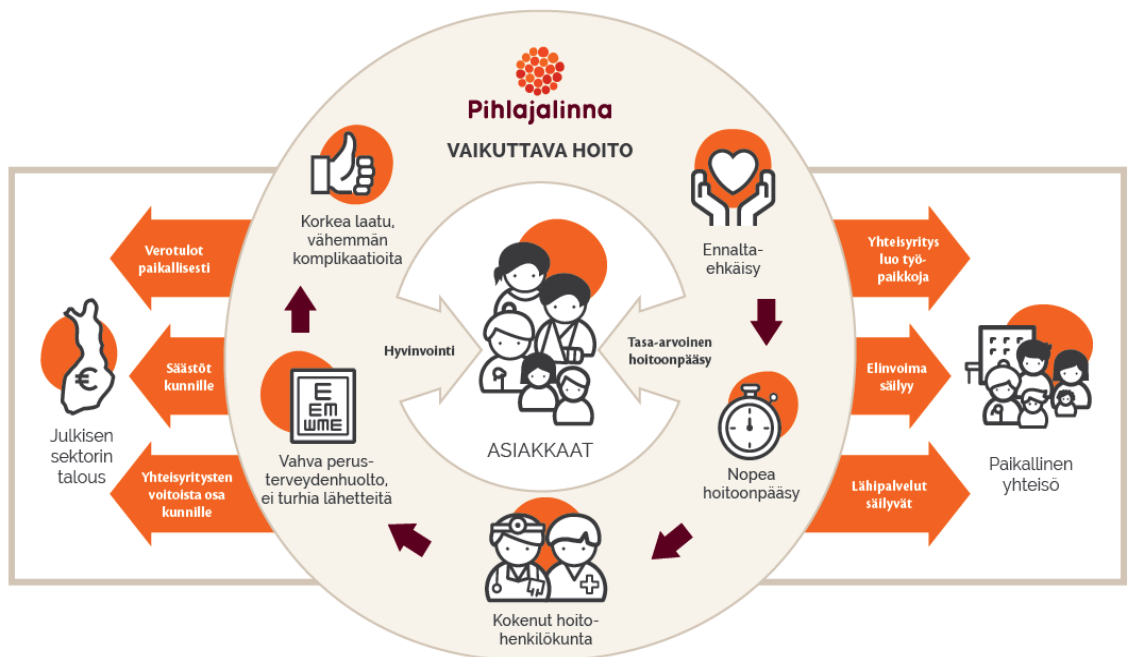 Pihlajalinna
VAIKUTTAVA HOITO
Korkea laatu,
vähemmän
komplikaatioita
Ennalta-
ehkäisy
Verotulot
paikallisesti
Yhteisyritys
luo työ-
paikkoja
Hyvinvointi
Tasa-arvoinen
hoitoonpääsy
Säästöt
kunnille
€
E
EM
WME
Elinvoima
säilyy
ASIAKKAAT
Julkisen
sektorin
talous
Yhteisyritysten
voitoista osa
kunnille
Vahva perus-
terveydenhuolto,
ei turhia lähetteitä
Nopea
hoitoonpääsy
Lähipalvelut
säilyvät
Paikallinen
yhteisö
Kokenut hoito-
henkilökunta